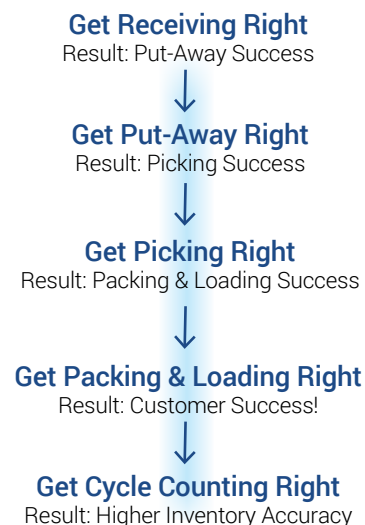 Get Receiving Right
Result: Put-Away Success
Get Put-Away Right
Result: Picking Success
Get Picking Right
Result: Packing & Loading Success
Get Packing & Loading Right
Result: Customer Success!
Get Cycle Counting Right
Result: Higher Inventory Accuracy